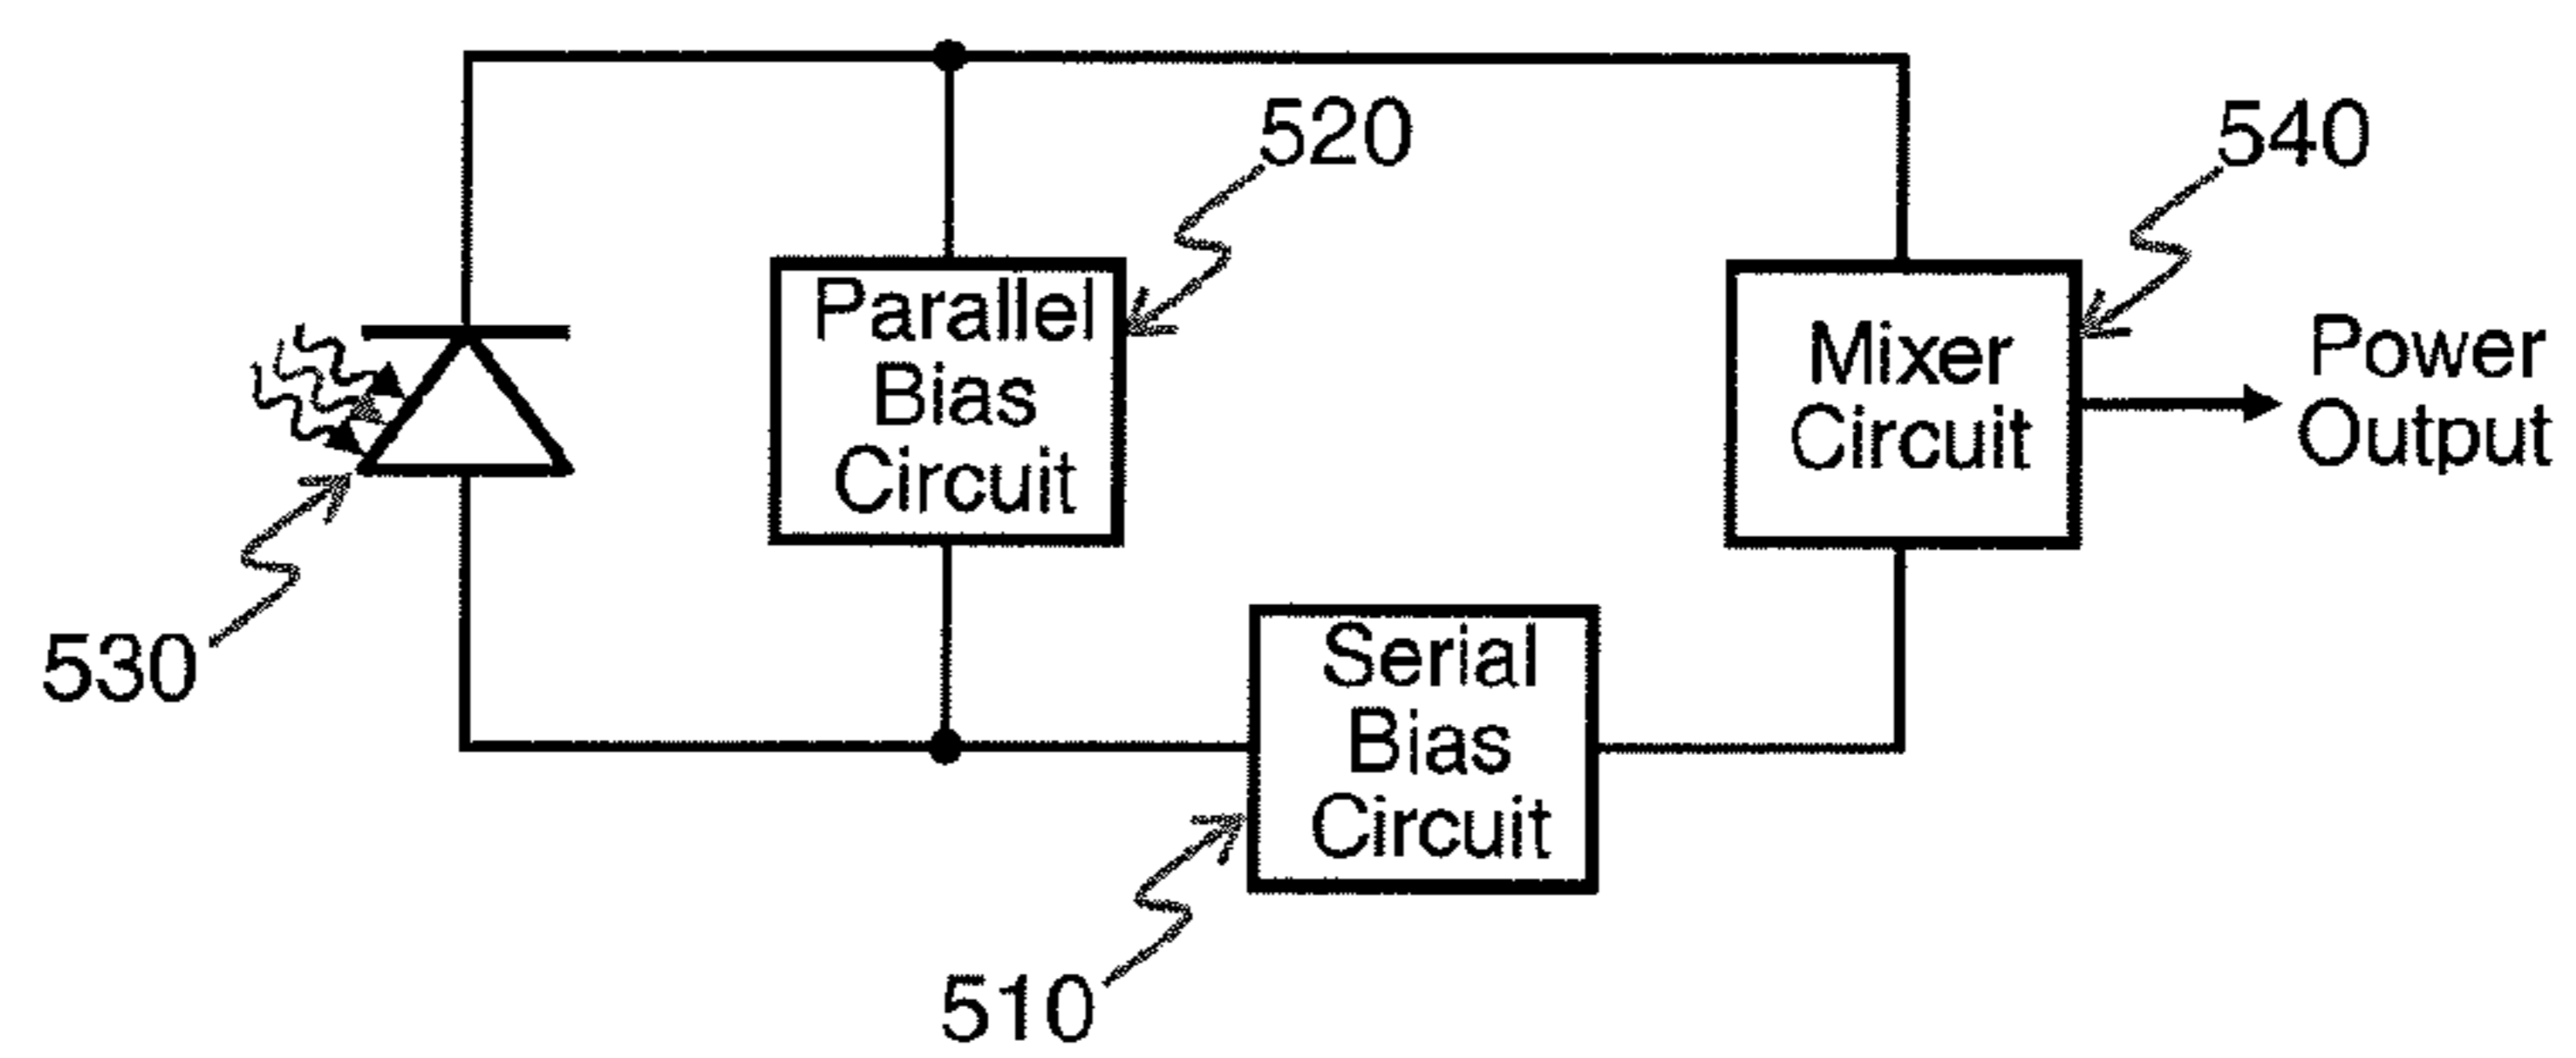 520
540
Parallel
Bias
Circuit
Mixer
Circuit
Power
Output
530
Serial
Bias
Circuit
510